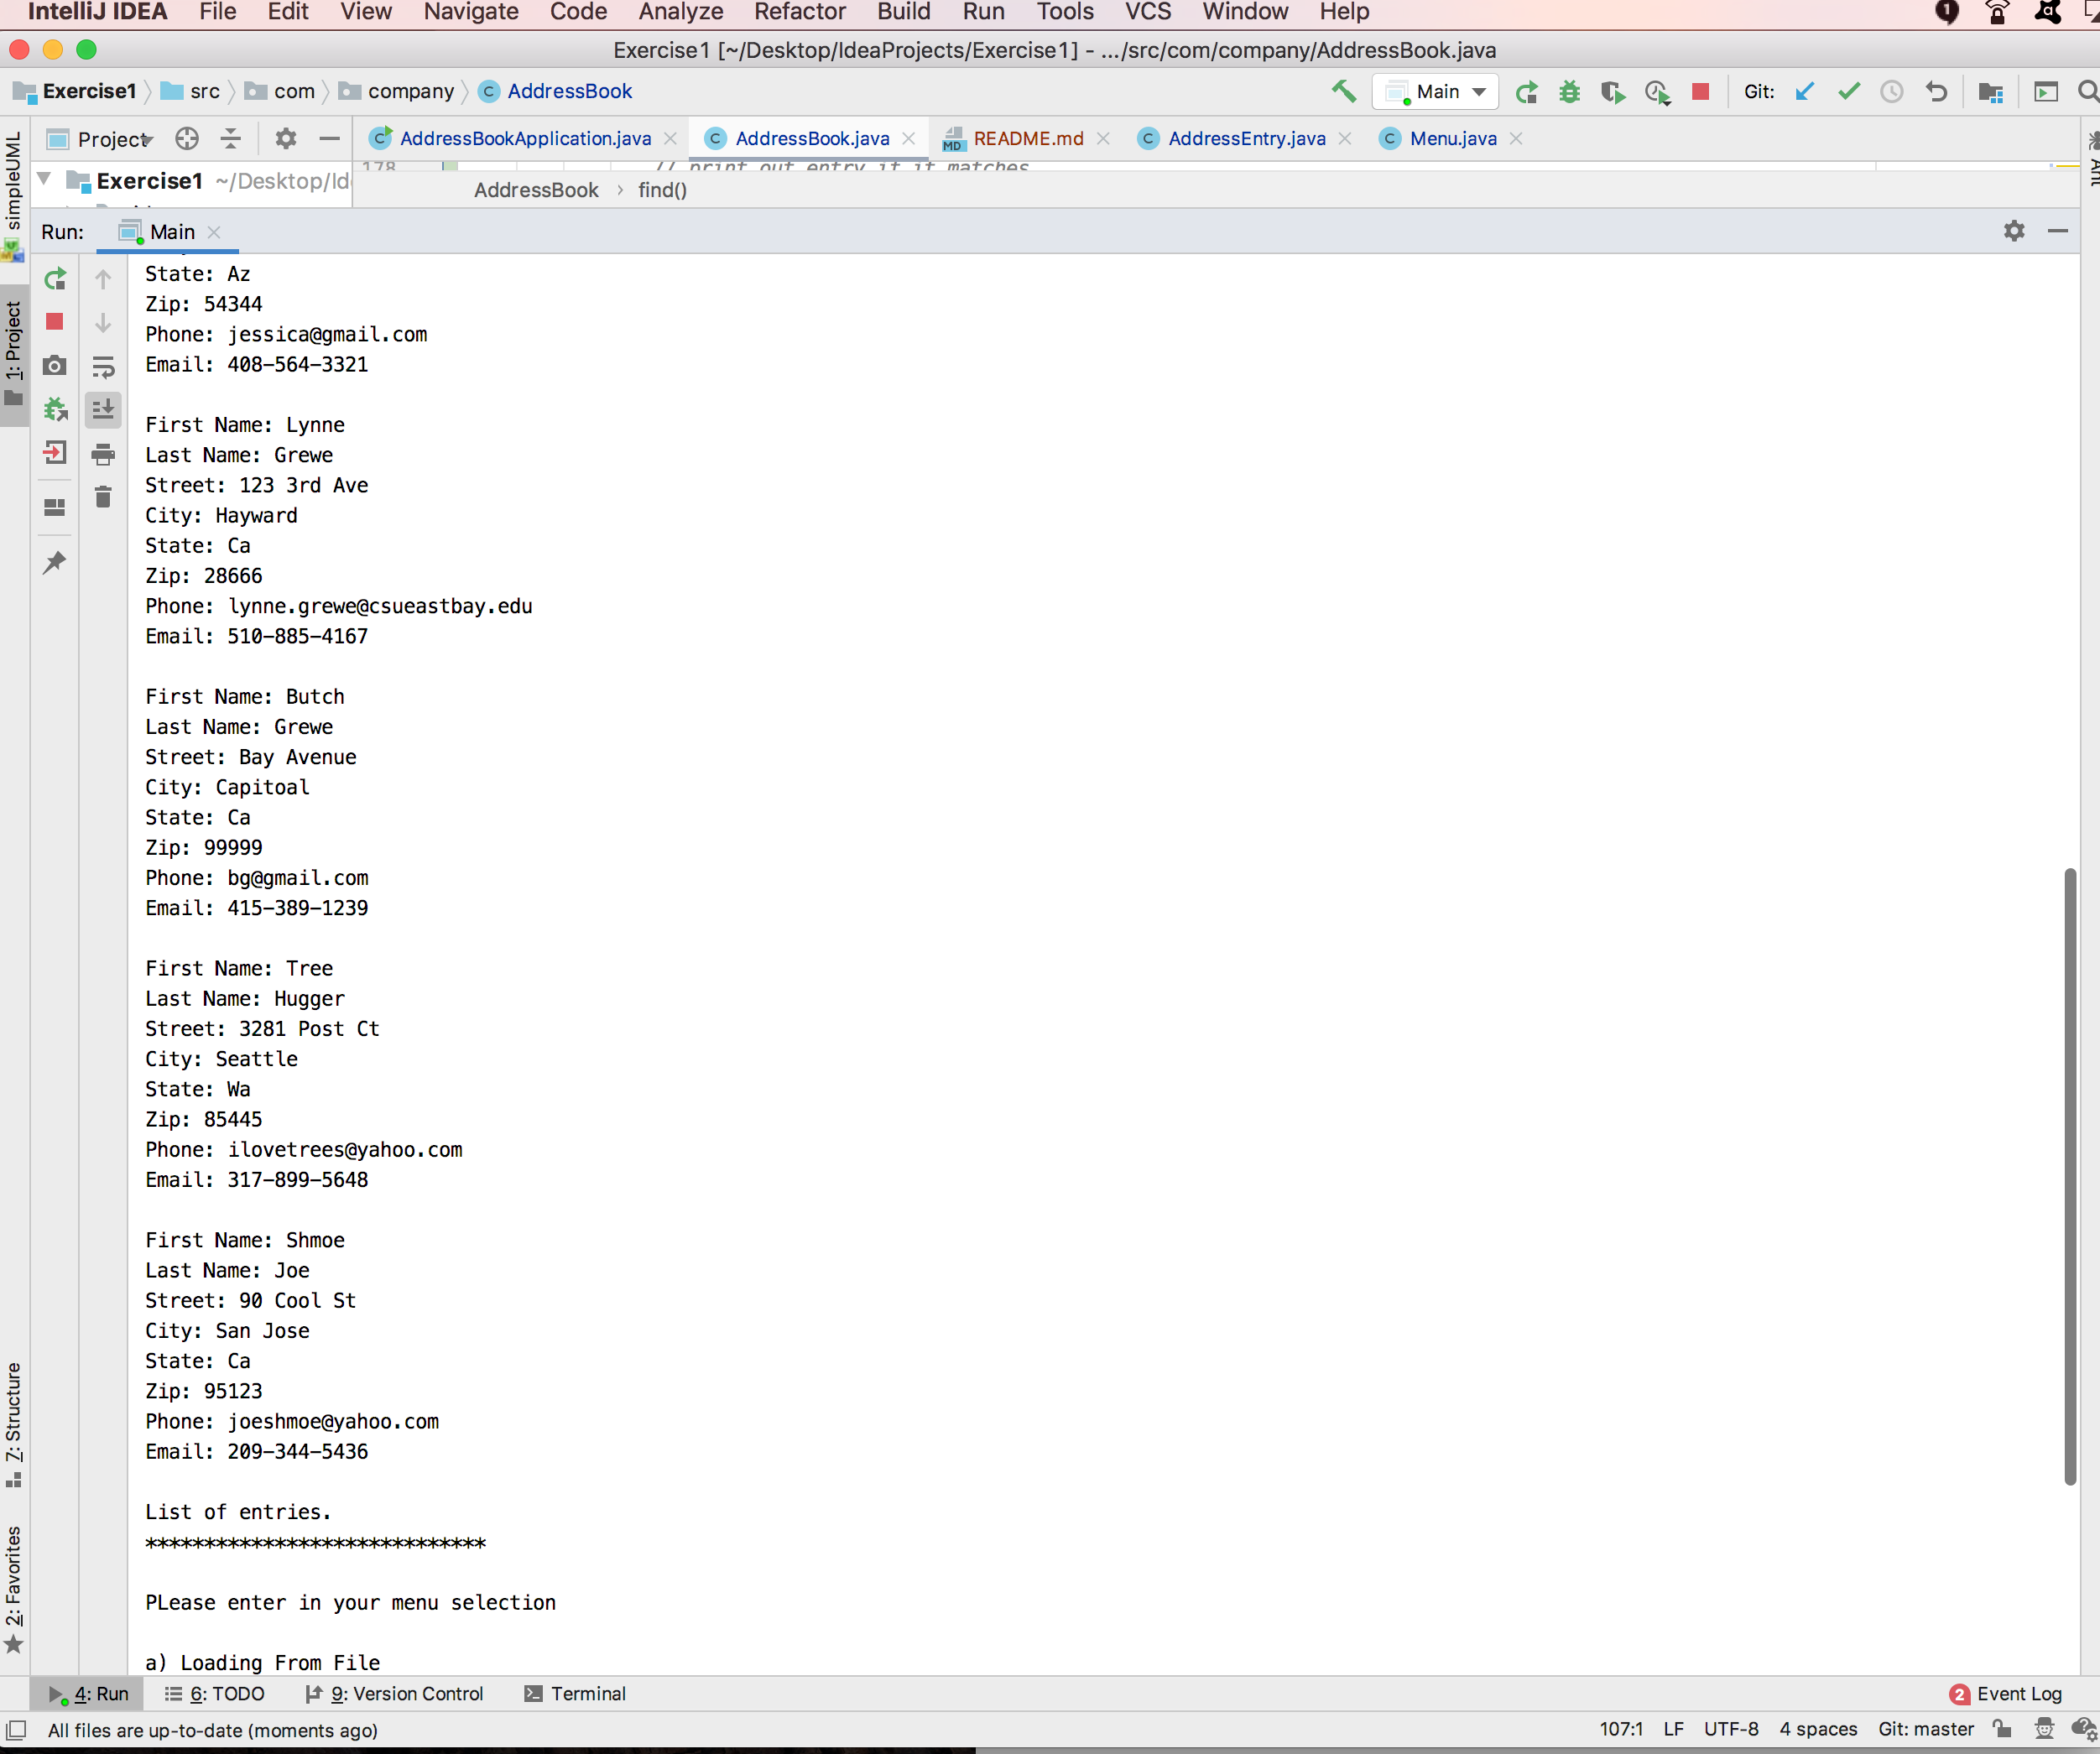 IntelliJ IDEA File Edit View Navigate Code Analyze Refactor Build Run Tools VCS Window Help
Exercise1 [~/Desktop/IdeaProjects/Exercise1] - .../src/com/company/AddressBook.java
Exercise1 src com company AddressBook Main Git:
Project AddressBookApplication.java AddressBook.java README.md AddressEntry.java Menu.java
178 // print out entry if it matches
Exercise1 ~/Desktop/Id
AddressBook › find()
Run: Main
simpleUML
1: Project
7: Structure
2: Favorites
Ant
State: Az
Zip: 54344
Phone: jessica@gmail.com
Email: 408-564-3321
First Name: Lynne
Last Name: Grewe
Street: 123 3rd Ave
City: Hayward
State: Ca
Zip: 28666
Phone: lynne.grewe@csueastbay.edu
Email: 510-885-4167
First Name: Butch
Last Name: Grewe
Street: Bay Avenue
City: Capitoal
State: Ca
Zip: 99999
Phone: bg@gmail.com
Email: 415-389-1239
First Name: Tree
Last Name: Hugger
Street: 3281 Post Ct
City: Seattle
State: Wa
Zip: 85445
Phone: ilovetrees@yahoo.com
Email: 317-899-5648
First Name: Shmoe
Last Name: Joe
Street: 90 Cool St
City: San Jose
State: Ca
Zip: 95123
Phone: joeshmoe@yahoo.com
Email: 209-344-5436
List of entries.
*****************************
PLease enter in your menu selection
a) Loading From File
4: Run 6: TODO 9: Version Control Terminal 2 Event Log
All files are up-to-date (moments ago) 107:1 LF UTF-8 4 spaces Git: master